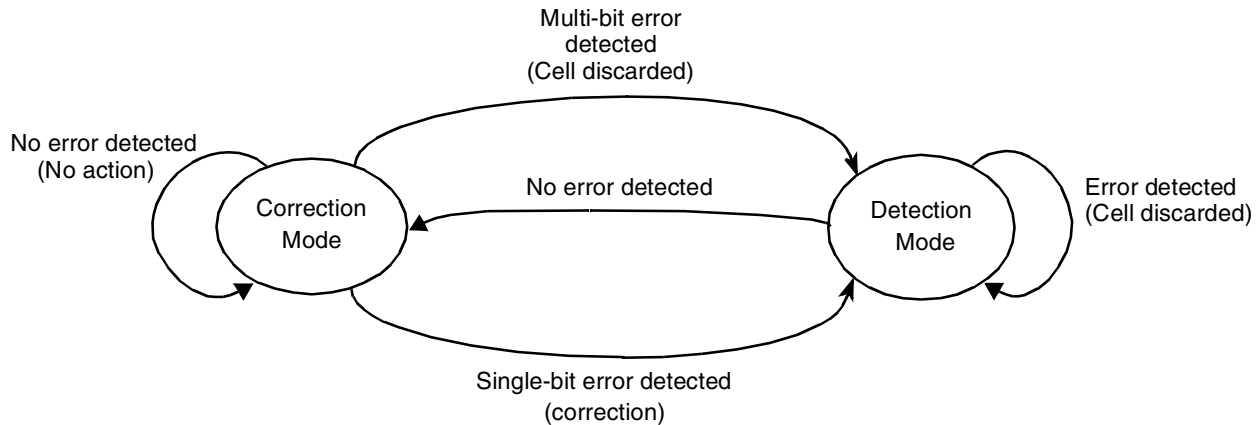 Multi-bit error
detected
(Cell discarded)
No error detected
(No action)
Correction
Mode
No error detected
Detection
Mode
Error detected
(Cell discarded)
Single-bit error detected
(correction)